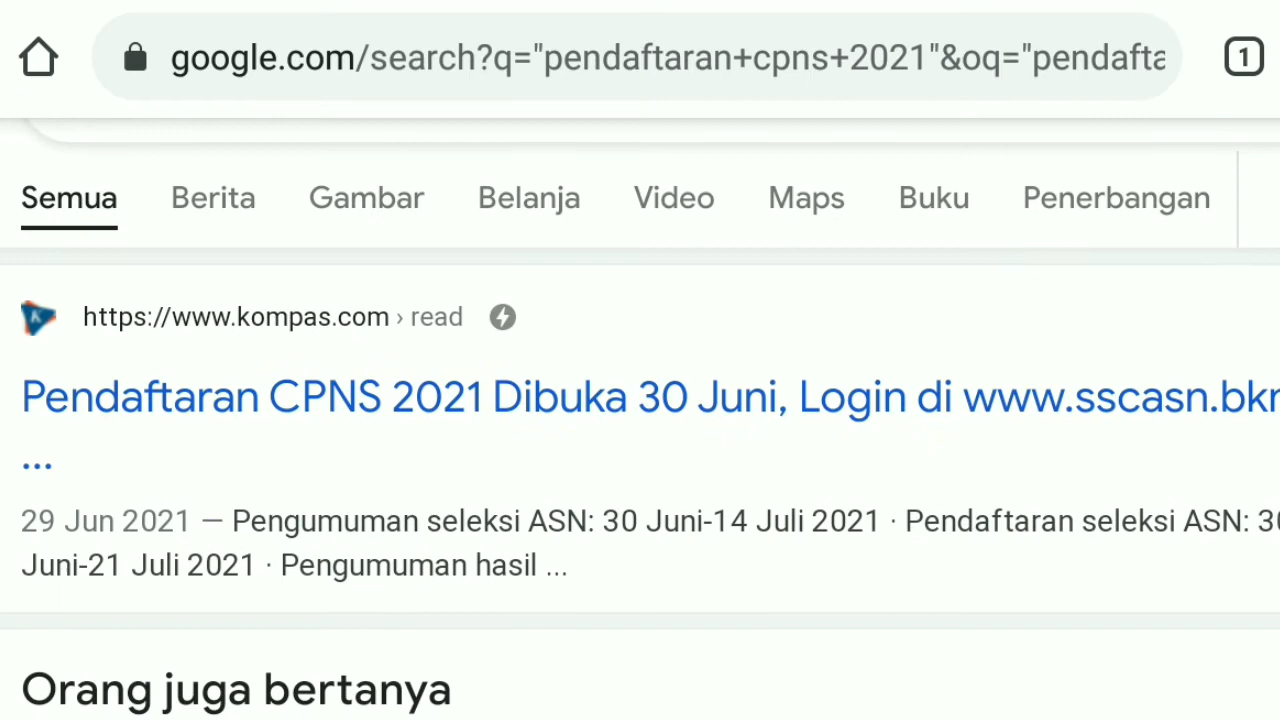 google.com/search?q="pendaftaran+cpns+2021"&oq="pendafta
1
Semua Berita Gambar Belanja Video Maps Buku Penerbangan
K
https://www.kompas.com › read
Pendaftaran CPNS 2021 Dibuka 30 Juni, Login di www.sscasn.bkn
...
29 Jun 2021 — Pengumuman seleksi ASN: 30 Juni-14 Juli 2021 · Pendaftaran seleksi ASN: 30
Juni-21 Juli 2021 · Pengumuman hasil ...
Orang juga bertanya